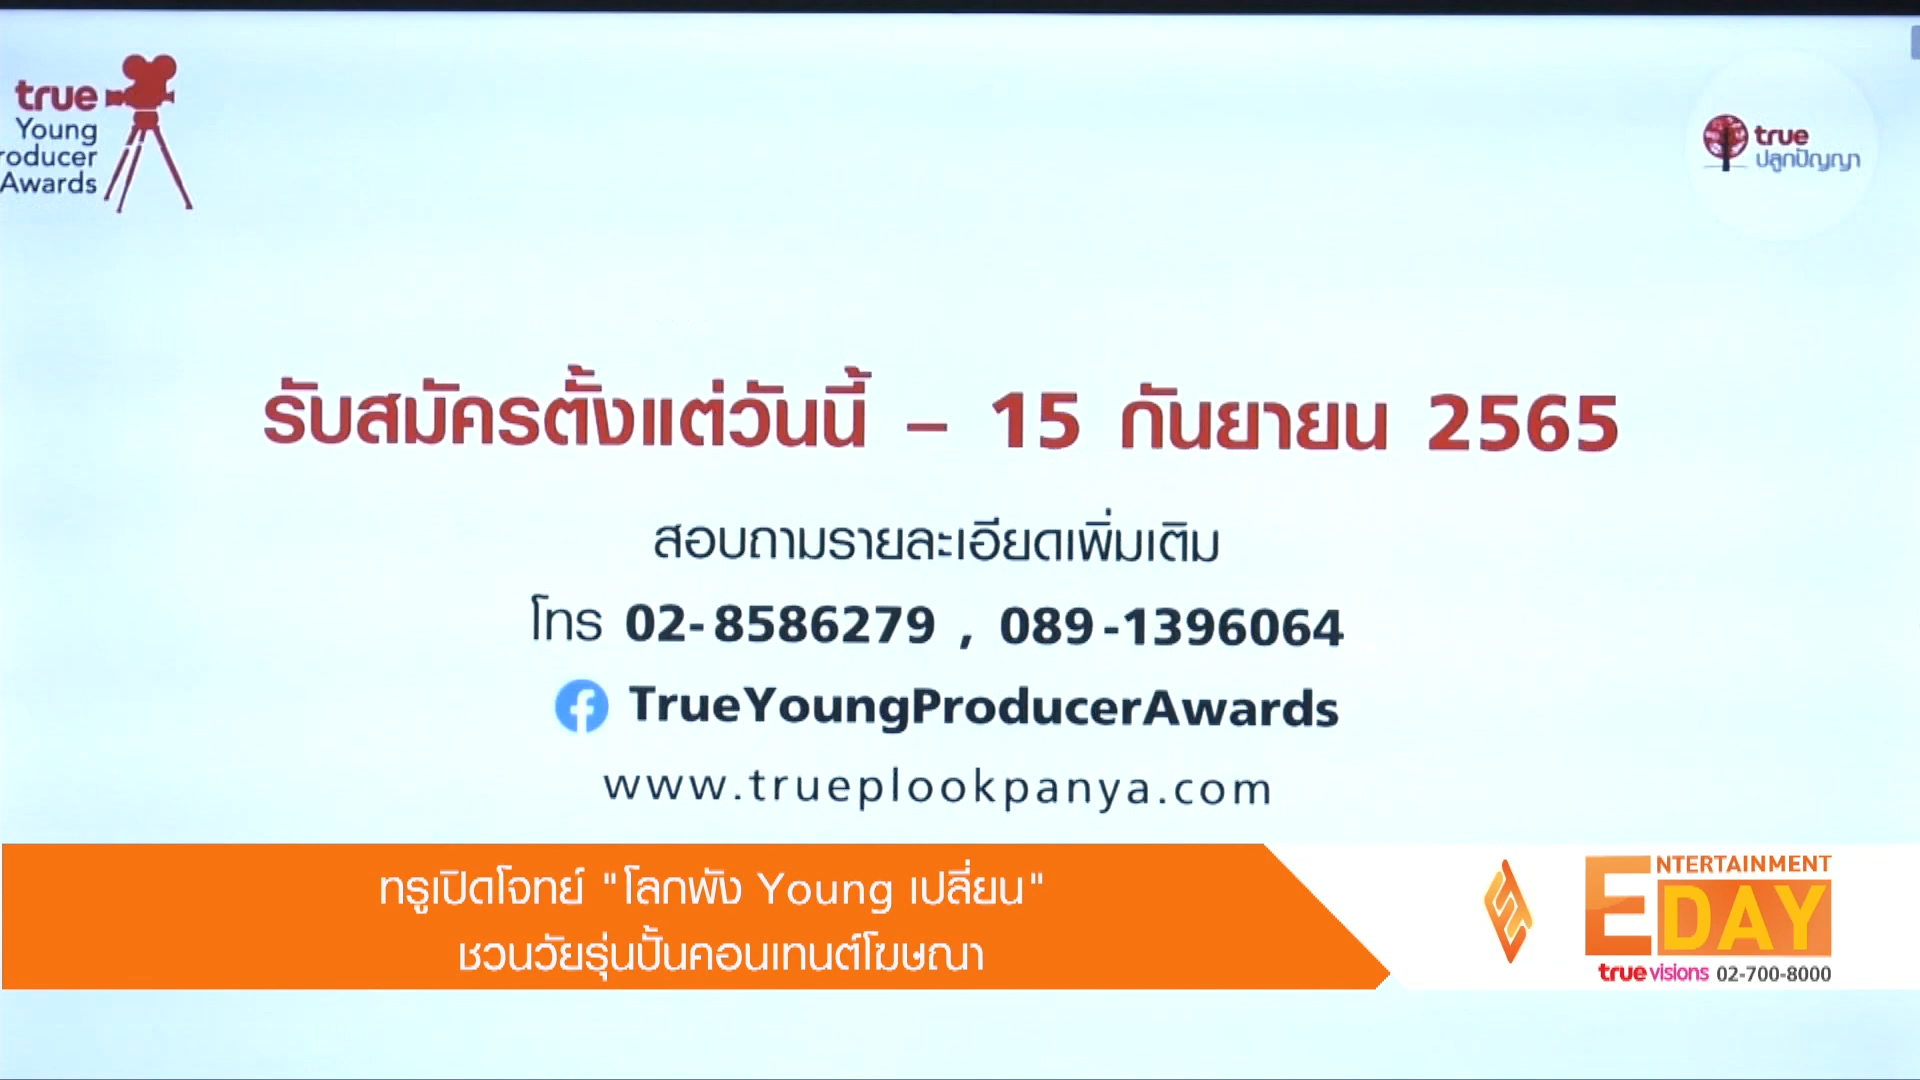 true
Young
roducer
Awards
true
ปลูกปัญญา
รับสมัครตั้งแต่วันนี้ – 15 กันยายน 2565
สอบถามรายละเอียดเพิ่มเติม
โทร 02-8586279 , 089-1396064
TrueYoungProducerAwards
www.trueplookpanya.com
ทรูเปิดโจทย์ "โลกพัง Young เปลี่ยน"
ชวนวัยรุ่นปั้นคอนเทนต์โฆษณา
ENTERTAINMENT
DAY
truevisions 02-700-8000